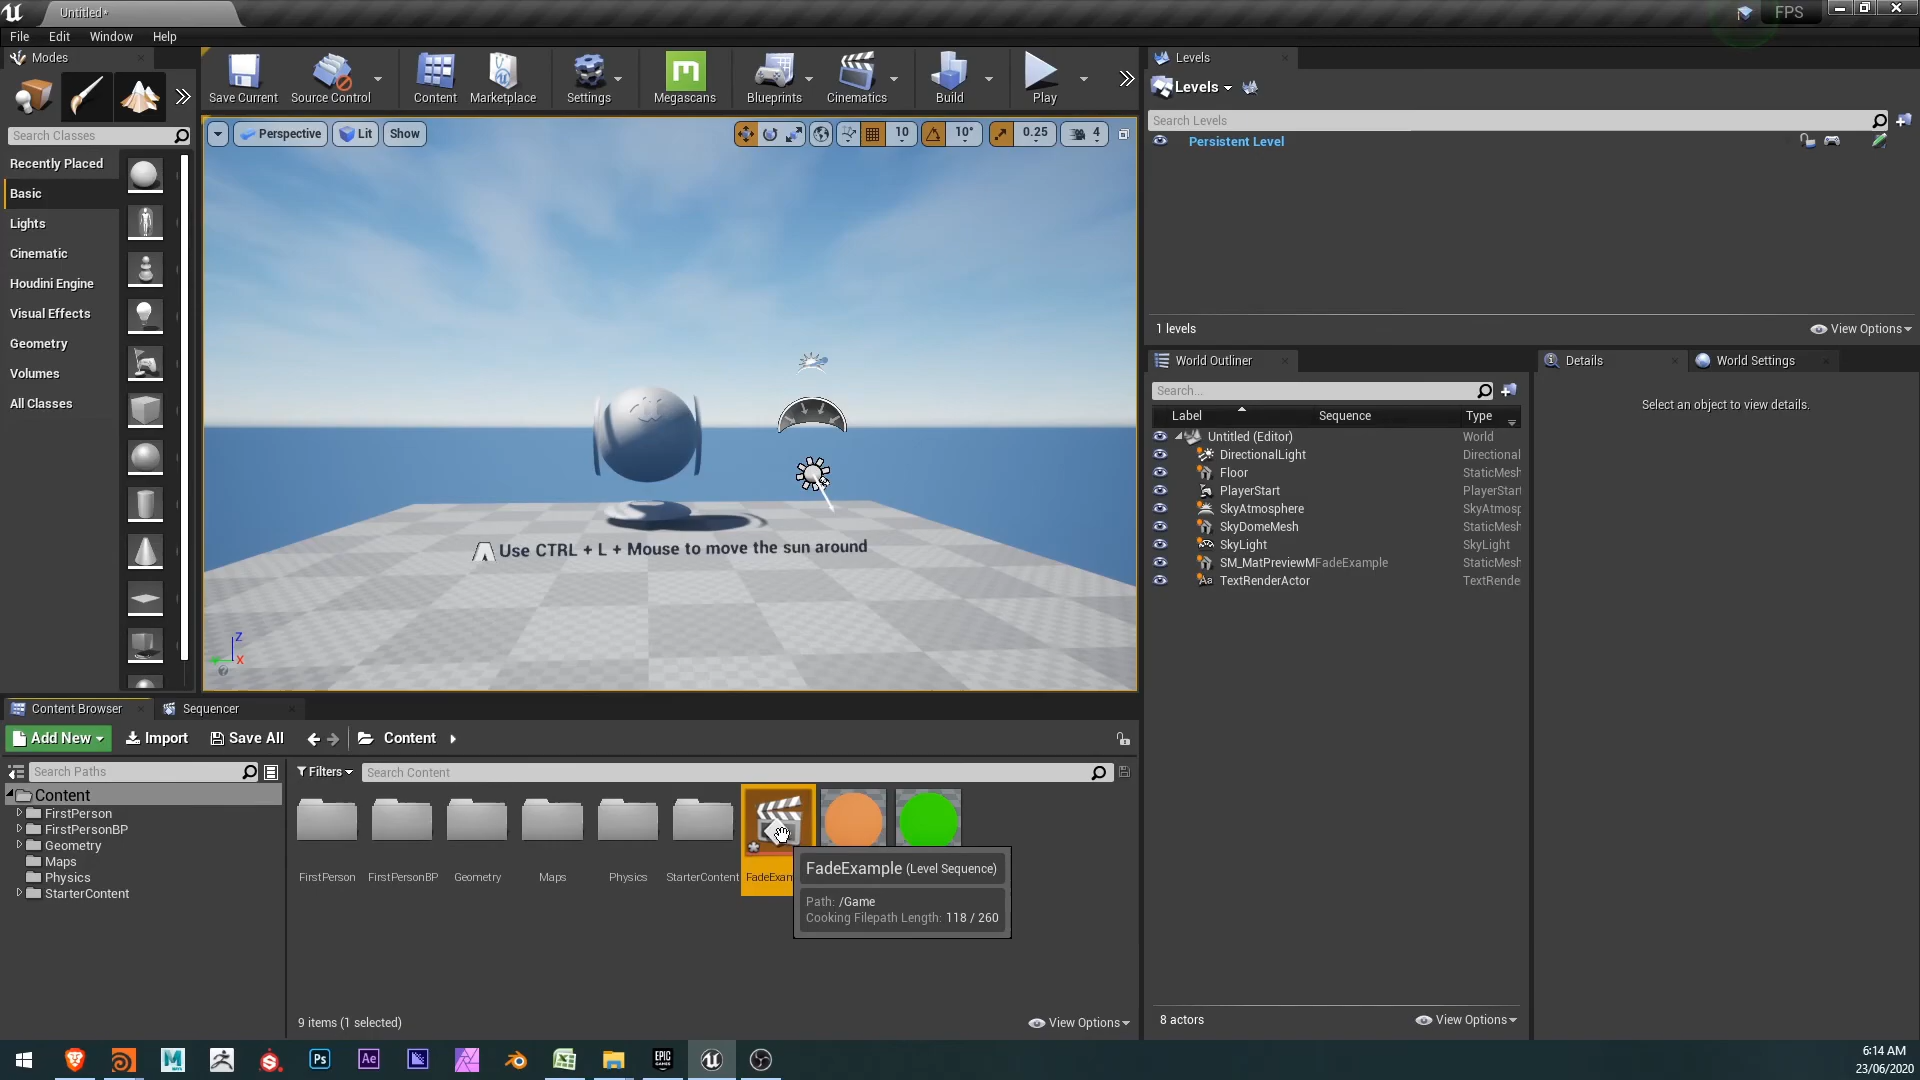 Untitled*
FPS
File Edit Window Help
Modes
Save Current
Source Control
Content
Marketplace
Settings
Megascans
Blueprints
Cinematics
Build
Play
Levels
Levels
Search Levels
Persistent Level
1 levels
View Options
Search Classes
Recently Placed
Basic
Lights
Cinematic
Houdini Engine
Visual Effects
Geometry
Volumes
All Classes
Perspective
Lit
Show
10
10°
0.25
4
Use CTRL + L + Mouse to move the sun around
Z
X
World Outliner
Search...
Label Sequence Type
Untitled (Editor) World
DirectionalLight Directional
Floor StaticMesh
PlayerStart PlayerStart
SkyAtmosphere SkyAtmosp
SkyDomeMesh StaticMesh
SkyLight SkyLight
SM_MatPreviewM FadeExample StaticMesh
TextRenderActor TextRende
8 actors
View Options
Details
World Settings
Select an object to view details.
Content Browser
Sequencer
Add New
Import
Save All
Content
Search Paths
Filters
Search Content
Content
FirstPerson
FirstPersonBP
Geometry
Maps
Physics
StarterContent
FirstPerson
FirstPersonBP
Geometry
Maps
Physics
StarterContent
FadeExam
FadeExample (Level Sequence)
Path: /Game
Cooking Filepath Length: 118 / 260
9 items (1 selected)
View Options
M
Ps
Ae
EPIC
GAMES
6:14 AM
23/06/2020